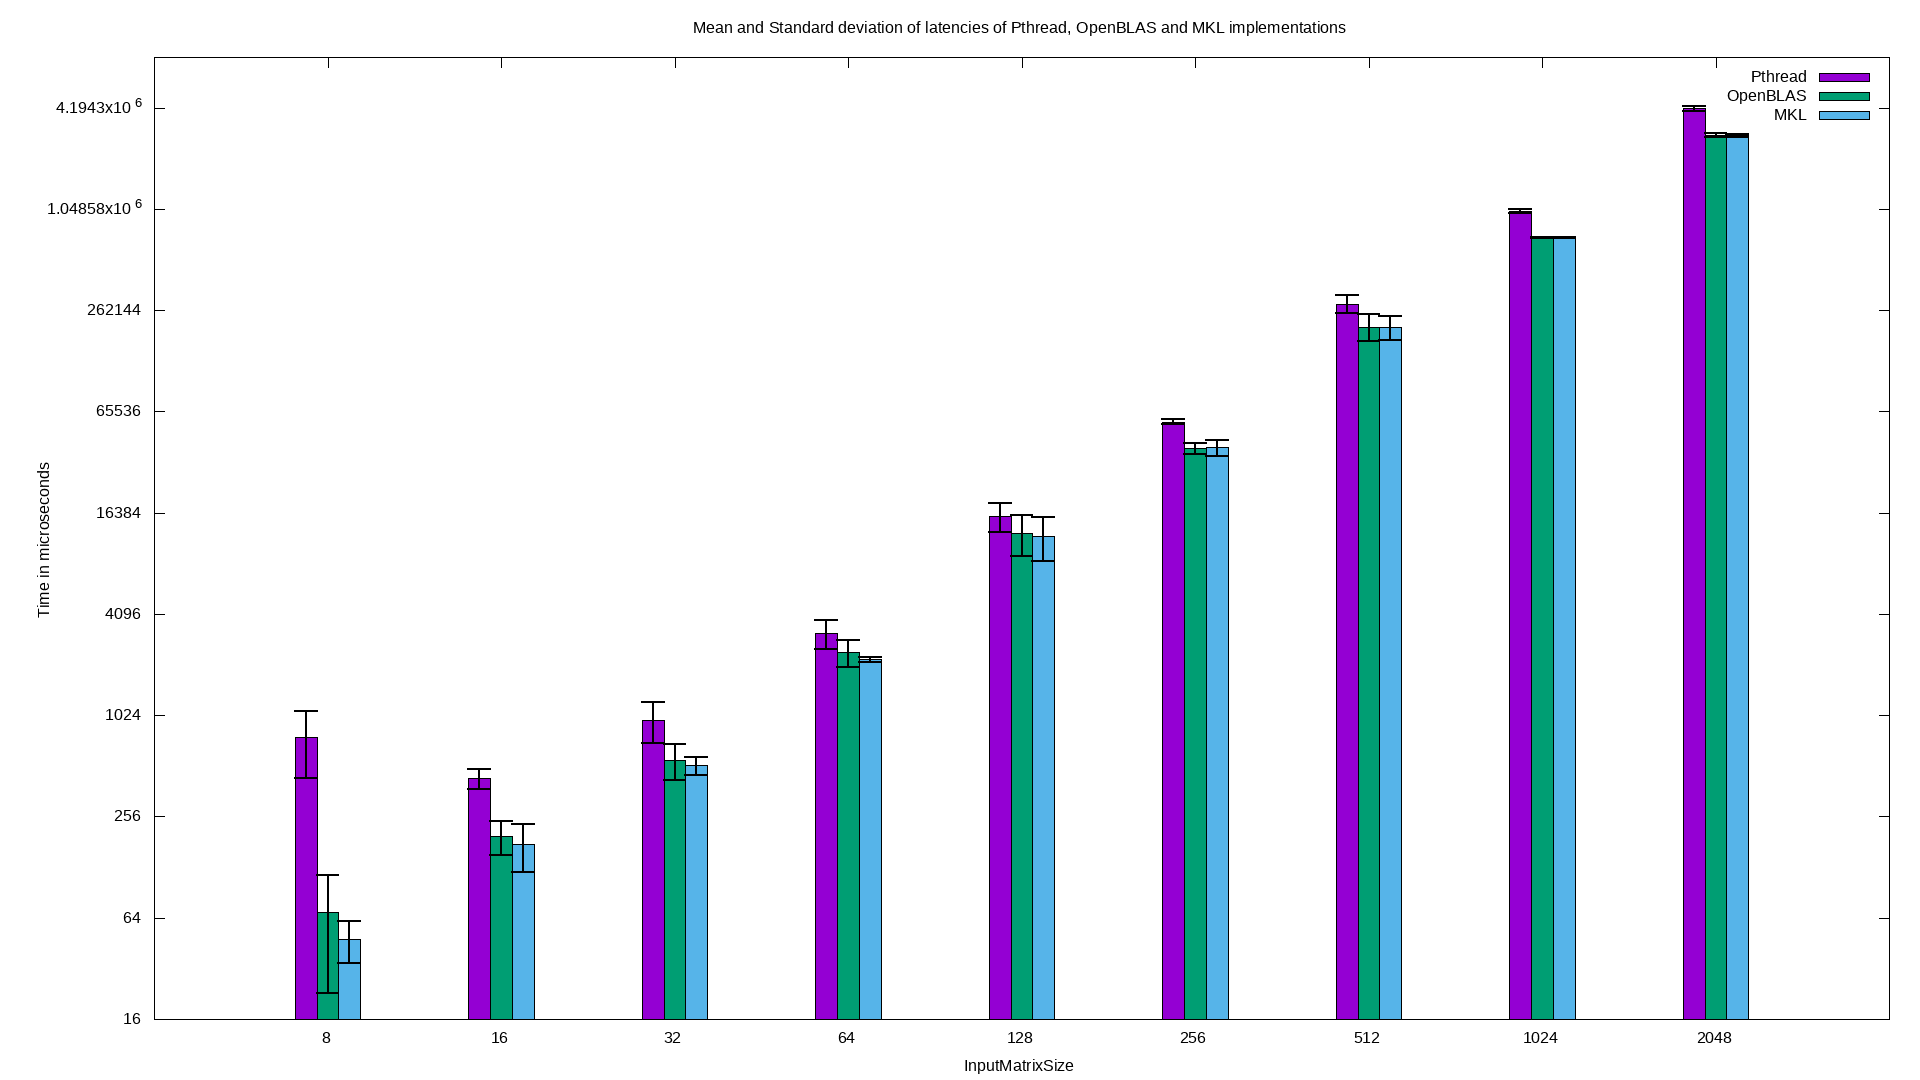 Mean and Standard deviation of latencies of Pthread, OpenBLAS and MKL implementations
Pthread
OpenBLAS
MKL
4.1943x10 6
1.04858x10 6
262144
65536
16384
4096
1024
256
64
16
Time in microseconds
8 16 32 64 128 256 512 1024 2048
InputMatrixSize